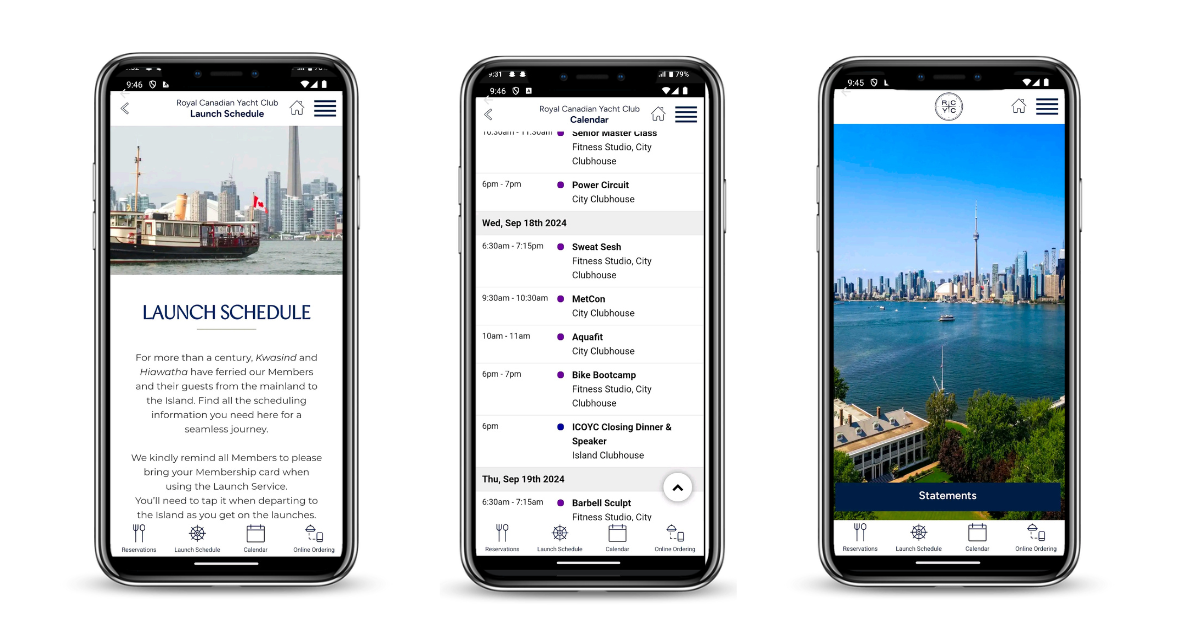 9:46
Royal Canadian Yacht Club
Launch Schedule
LAUNCH SCHEDULE
For more than a century, Kwasind and
Hiawatha have ferried our Members
and their guests from the mainland to
the Island. Find all the scheduling
information you need here for a
seamless journey.
We kindly remind all Members to please
bring your Membership card when
using the Launch Service.
You'll need to tap it when departing to
the Island as you get on the launches.
Reservations
Launch Schedule
Calendar
Online Ordering
9:31
79%
9:46
Royal Canadian Yacht Club
Calendar
10:30am - 11:30am
Senior Master Class
Fitness Studio, City
Clubhouse
6pm - 7pm
Power Circuit
City Clubhouse
Wed, Sep 18th 2024
6:30am - 7:15pm
Sweat Sesh
Fitness Studio, City
Clubhouse
9:30am - 10:30am
MetCon
City Clubhouse
10am - 11am
Aquafit
City Clubhouse
6pm - 7pm
Bike Bootcamp
Fitness Studio, City
Clubhouse
6pm
ICOYC Closing Dinner &
Speaker
Island Clubhouse
Thu, Sep 19th 2024
6:30am - 7:15am
Barbell Sculpt
Fitness Studio, City
Reservations
Launch Schedule
Calendar
Online Ordering
9:45
RC
YC
Statements
Reservations
Launch Schedule
Calendar
Online Ordering